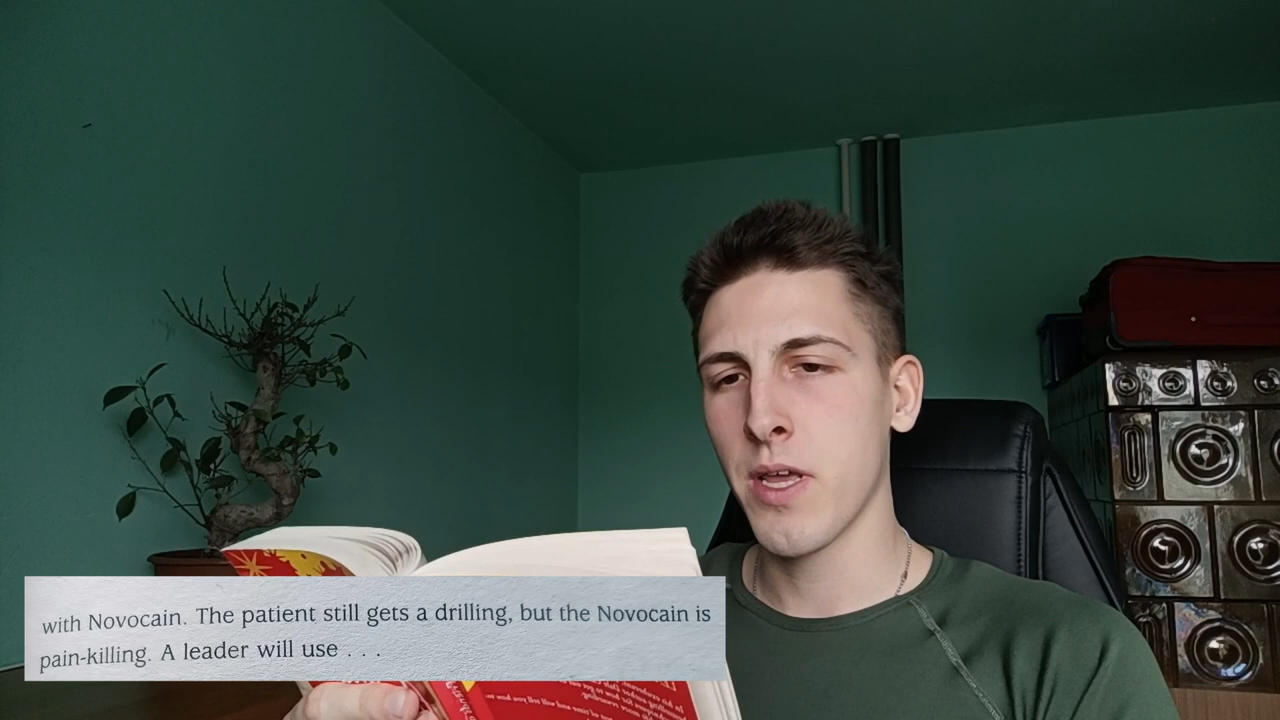 with Novocain. The patient still gets a drilling, but the Novocain is
pain-killing. A leader will use . . .